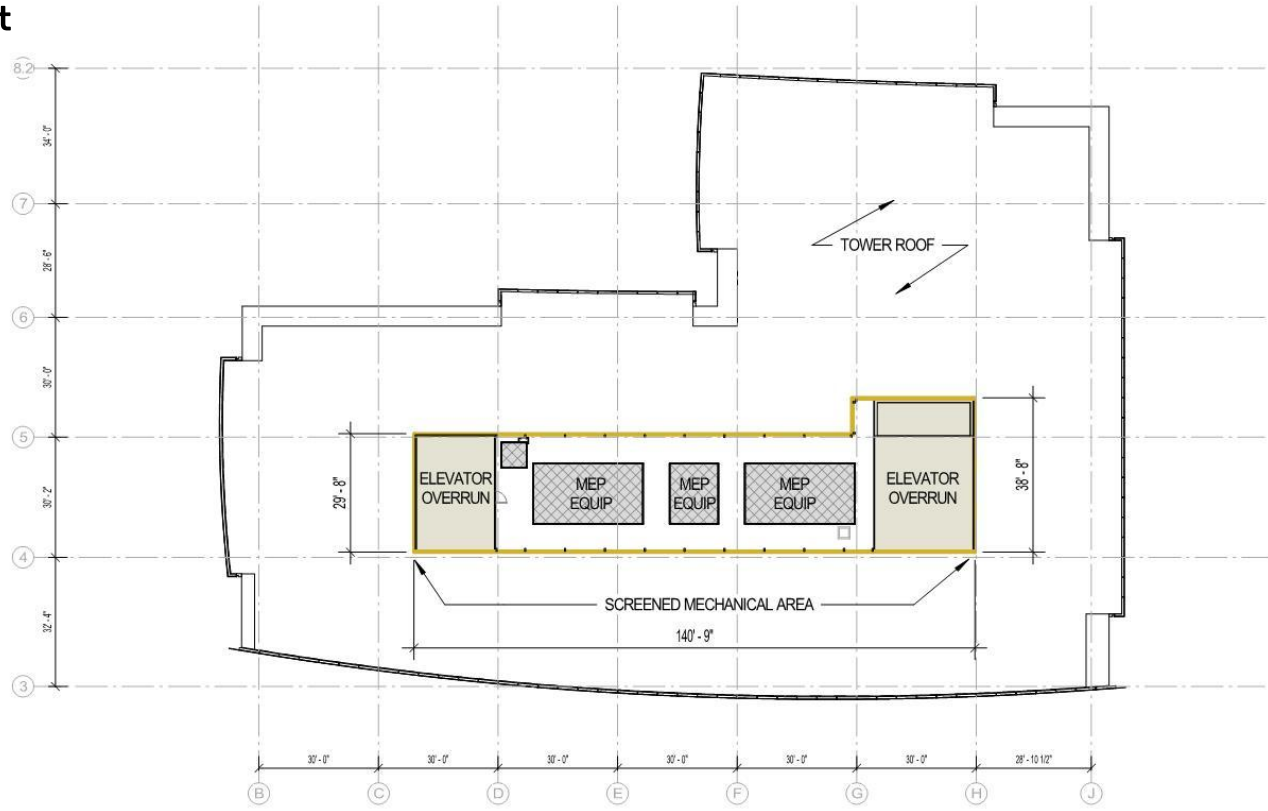 t
8.2
34' - 0"
7
TOWER ROOF
28' - 6"
6
30' - 0"
5
ELEVATOR
OVERRUN
MEP
EQUIP
MEP
EQUIP
MEP
EQUIP
ELEVATOR
OVERRUN
29' - 8"
38' - 8"
30' - 2"
4
SCREENED MECHANICAL AREA
32' - 4"
140' - 9"
3
30' - 0"
30' - 0"
30' - 0"
30' - 0"
30' - 0"
30' - 0"
28' - 10 1/2"
B
C
D
E
F
G
H
J